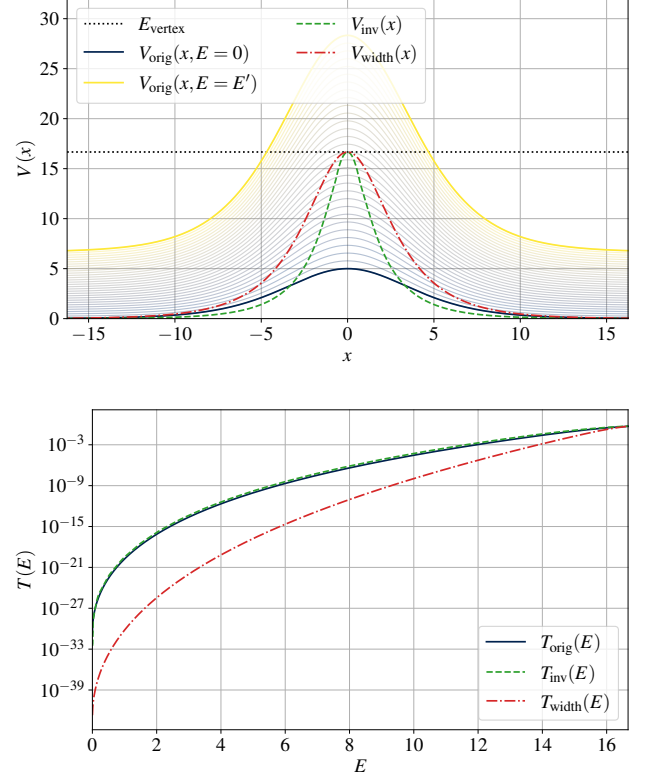 30
25
20
15
10
5
0
V(x)
E_vertex
V_orig(x, E = 0)
V_orig(x, E = E′)
V_inv(x)
V_width(x)
−15 −10 −5 0 5 10 15
x
10^−3
10^−9
10^−15
10^−21
10^−27
10^−33
10^−39
T(E)
T_orig(E)
T_inv(E)
T_width(E)
0 2 4 6 8 10 12 14 16
E